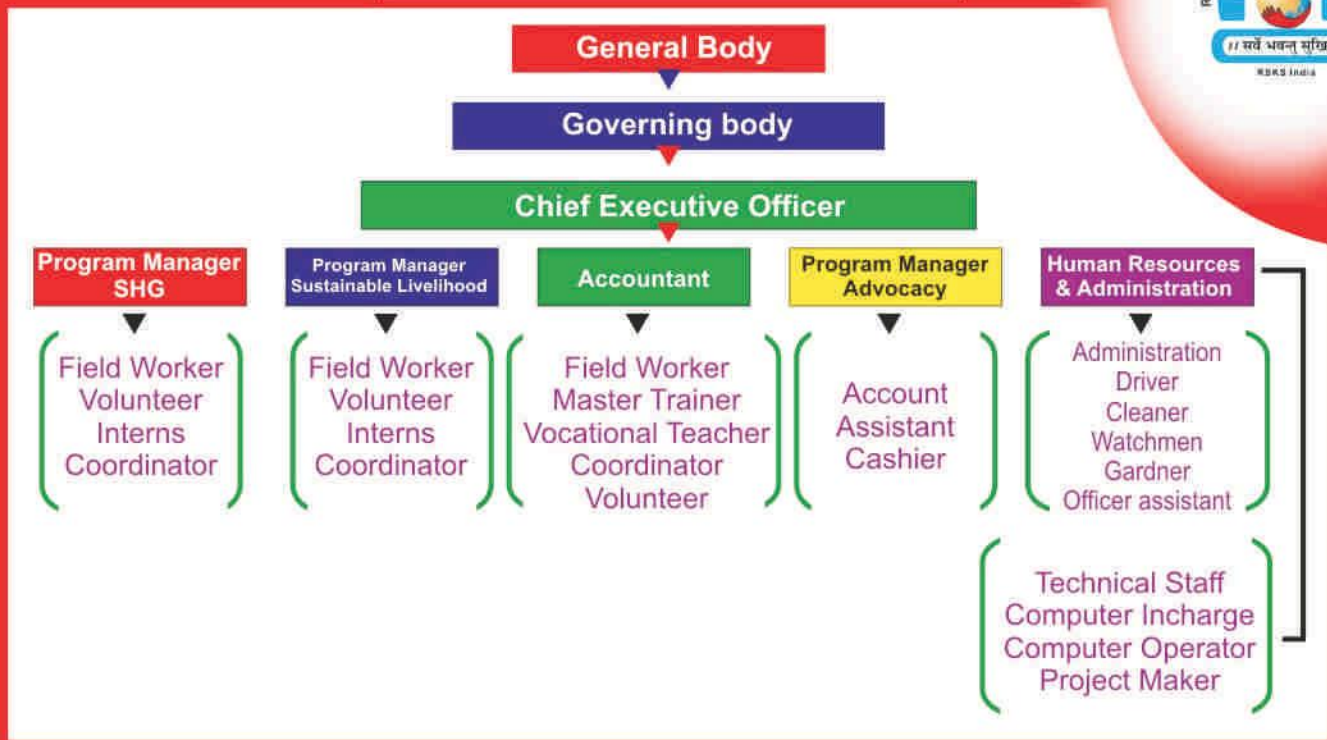 // सर्वे भवन्तु
RSKS India
General Body
Governing body
Chief Executive Officer
Program Manager
SHG
Field Worker
Volunteer
Interns
Coordinator
Program Manager
Sustainable Livelihood
Field Worker
Volunteer
Interns
Coordinator
Accountant
Field Worker
Master Trainer
Vocational Teacher
Coordinator
Volunteer
Program Manager
Advocacy
Account
Assistant
Cashier
Human Resources
& Administration
Administration
Driver
Cleaner
Watchmen
Gardner
Officer assistant
Technical Staff
Computer Incharge
Computer Operator
Project Maker